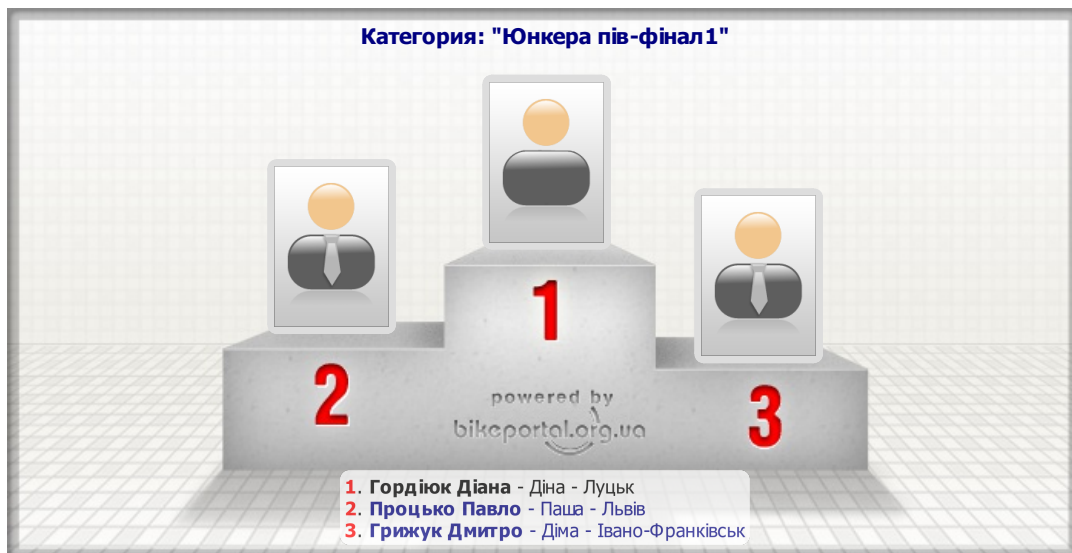 Категория: "Юнкера пів-фінал1"
1
2
3
powered by
bikeportal.org.ua
1. Гордіюк Діана - Діна - Луцьк
2. Процько Павло - Паша - Львів
3. Грижук Дмитро - Діма - Івано-Франківськ